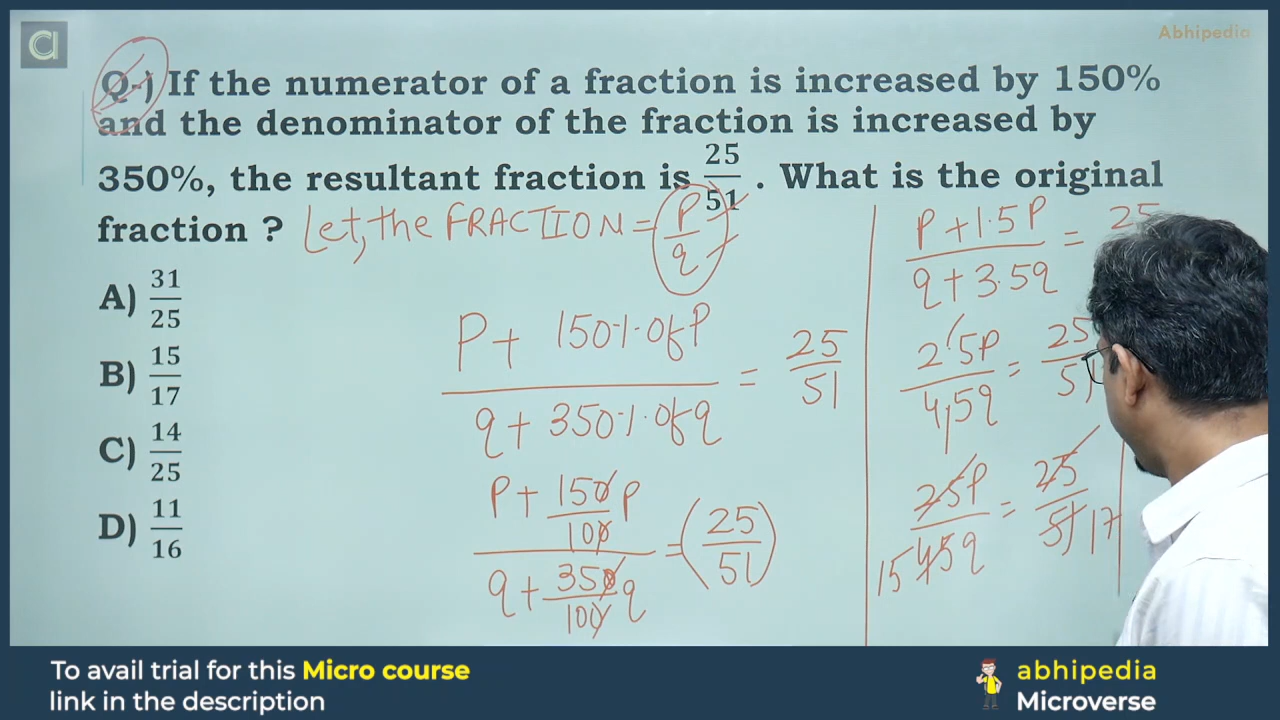 Abhipedia
Q-) If the numerator of a fraction is increased by 150%
and the denominator of the fraction is increased by
350%, the resultant fraction is 25/51 . What is the original
fraction ?
Let, the FRACTION = P/q
A) 31/25
B) 15/17
C) 14/25
D) 11/16
P + 150% of P / q + 350% of q = 25/51
P + 150/100 P / q + 350/100 q = (25/51)
P + 1.5P / q + 3.5q = 25
2.5P / 4.5q = 25/51
25P / 45q = 25/51
15 17
To avail trial for this Micro course
link in the description
abhipedia
Microverse